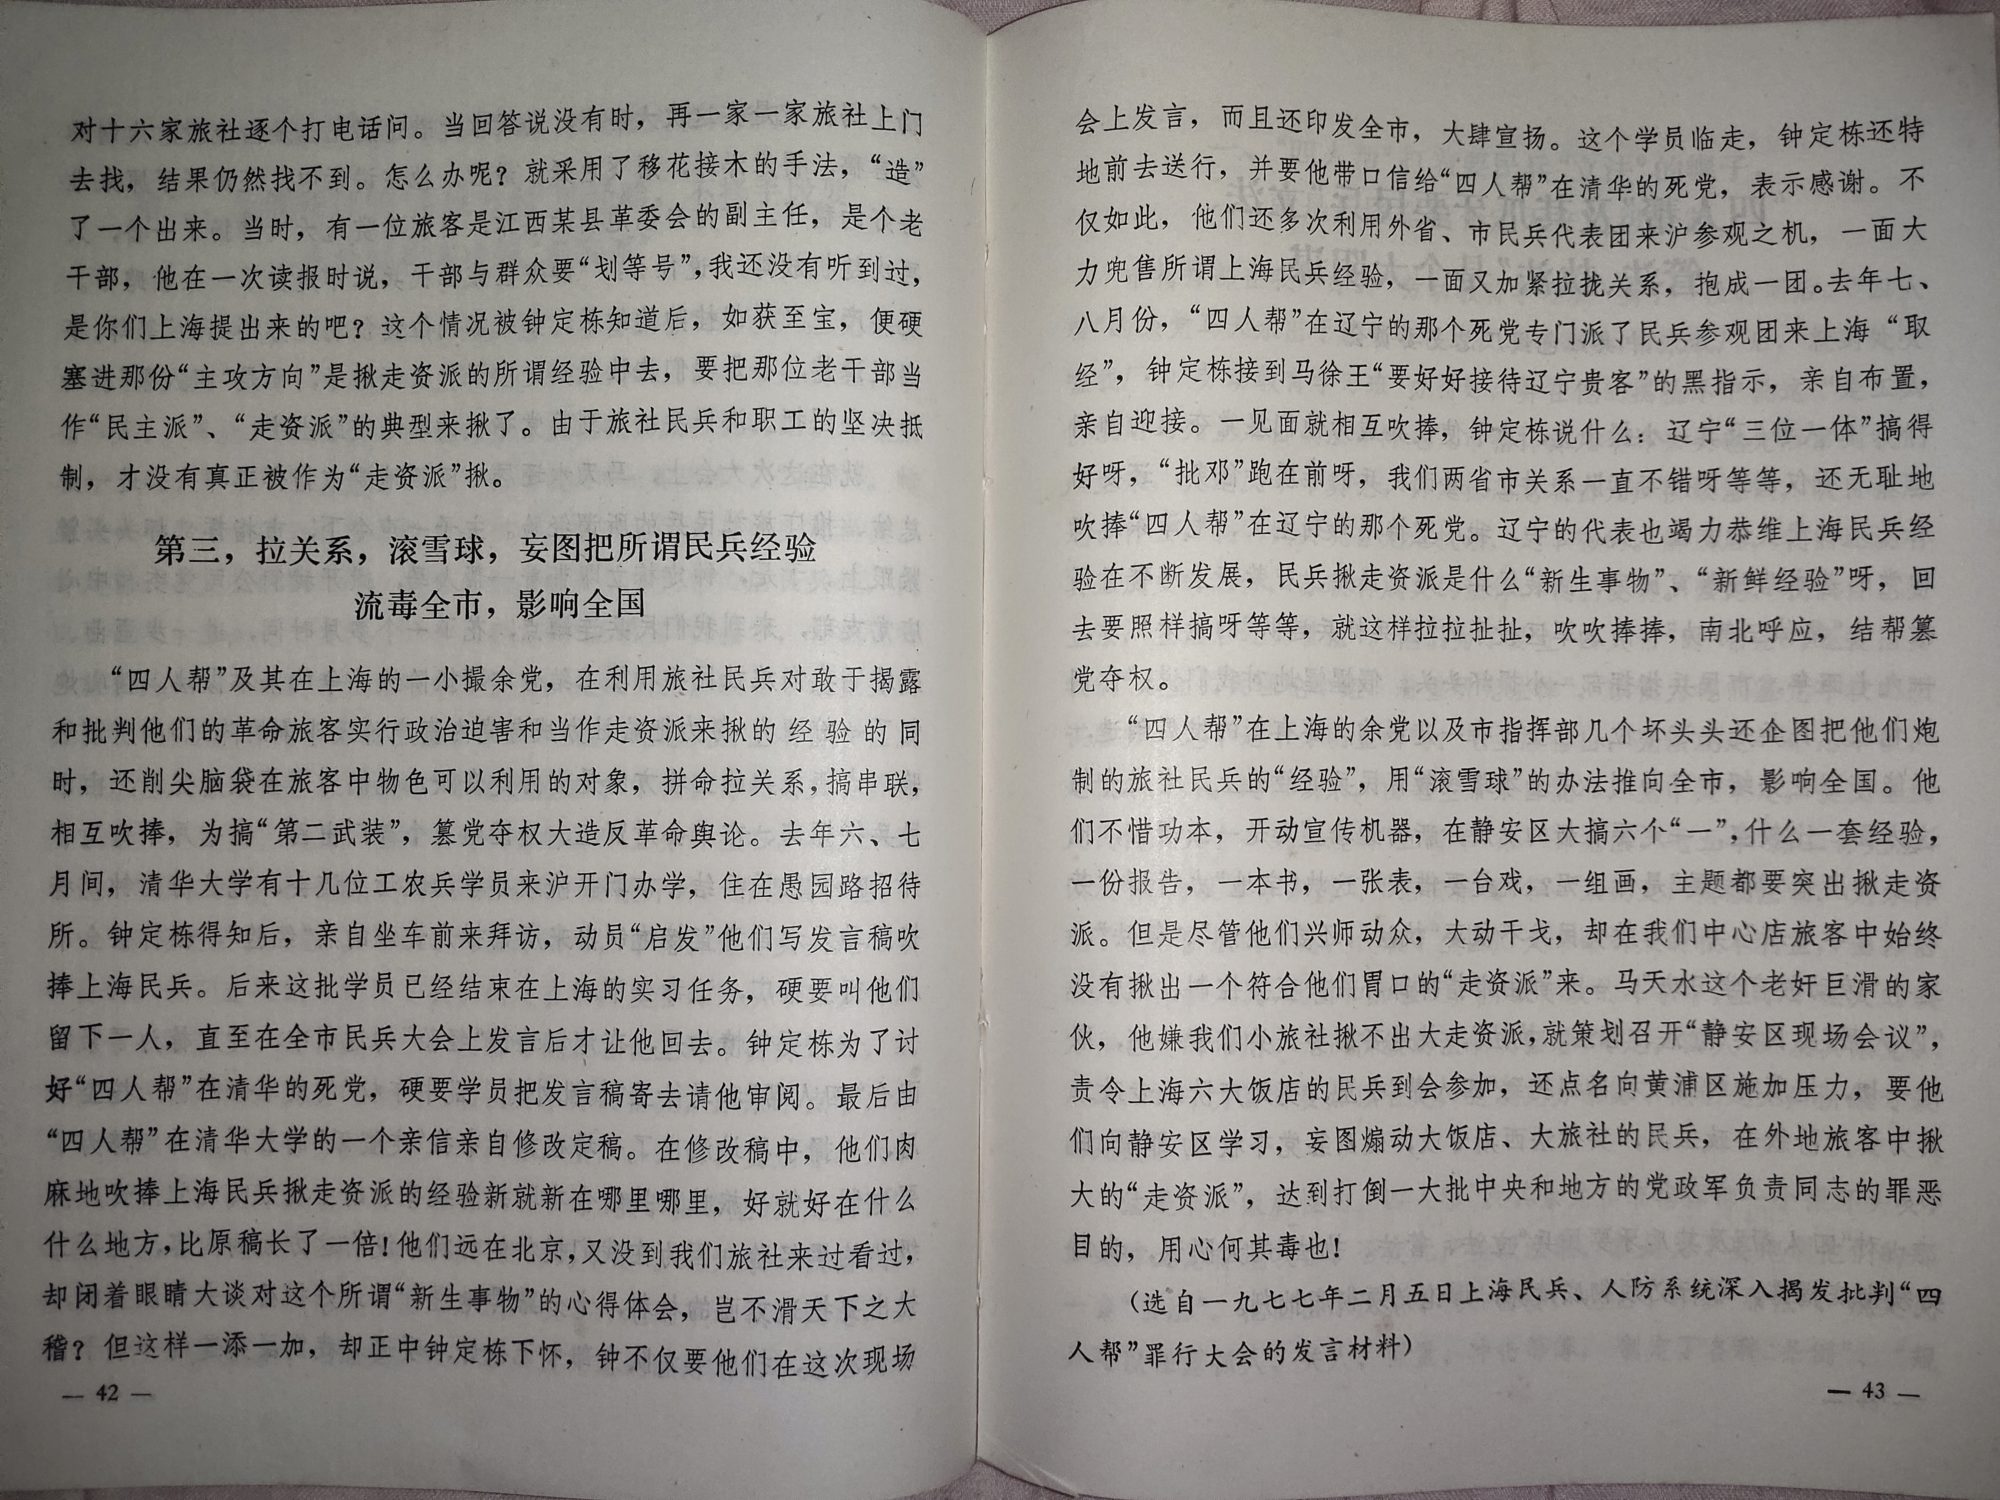 对十六家旅社逐个打电话问。当回答说没有时，再一家一家旅社上门
去找，结果仍然找不到。怎么办呢？就采用了移花接木的手法，“造”
了一个出来。当时，有一位旅客是江西某县革委会的副主任，是个老
干部，他在一次读报时说，干部与群众要“划等号”，我还没有听到过，
是你们上海提出来的吧？这个情况被钟定栋知道后，如获至宝，便硬
塞进那份“主攻方向”是揪走资派的所谓经验中去，要把那位老干部当
作“民主派”、“走资派”的典型来揪了。由于旅社民兵和职工的坚决抵
制，才没有真正被作为“走资派”揪。
第三，拉关系，滚雪球，妄图把所谓民兵经验
流毒全市，影响全国
“四人帮”及其在上海的一小撮余党，在利用旅社民兵对敢于揭露
和批判他们的革命旅客实行政治迫害和当作走资派来揪的经验的同
时，还削尖脑袋在旅客中物色可以利用的对象，拼命拉关系，搞串联，
相互吹捧，为搞“第二武装”，篡党夺权大造反革命舆论。去年六、七
月间，清华大学有十几位工农兵学员来沪开门办学，住在愚园路招待
所。钟定栋得知后，亲自坐车前来拜访，动员“启发”他们写发言稿吹
捧上海民兵。后来这批学员已经结束在上海的实习任务，硬要叫他们
留下一人，直至在全市民兵大会上发言后才让他回去。钟定栋为了讨
好“四人帮”在清华的死党，硬要学员把发言稿寄去请他审阅。最后由
“四人帮”在清华大学的一个亲信亲自修改定稿。在修改稿中，他们肉
麻地吹捧上海民兵揪走资派的经验新就新在哪里哪里，好就好在什么
什么地方，比原稿长了一倍！他们远在北京，又没到我们旅社来过看过，
却闭着眼睛大谈对这个所谓“新生事物”的心得体会，岂不滑天下之大
稽？但这样一添一加，却正中钟定栋下怀，钟不仅要他们在这次现场
— 42 —
会上发言，而且还印发全市，大肆宣扬。这个学员临走，钟定栋还特
地前去送行，并要他带口信给“四人帮”在清华的死党，表示感谢。不
仅如此，他们还多次利用外省、市民兵代表团来沪参观之机，一面大
力兜售所谓上海民兵经验，一面又加紧拉拢关系，抱成一团。去年七、
八月份，“四人帮”在辽宁的那个死党专门派了民兵参观团来上海“取
经”，钟定栋接到马徐王“要好好接待辽宁贵客”的黑指示，亲自布置，
亲自迎接。一见面就相互吹捧，钟定栋说什么：辽宁“三位一体”搞得
好呀，“批邓”跑在前呀，我们两省市关系一直不错呀等等，还无耻地
吹捧“四人帮”在辽宁的那个死党。辽宁的代表也竭力恭维上海民兵经
验在不断发展，民兵揪走资派是什么“新生事物”、“新鲜经验”呀，回
去要照样搞呀等等，就这样拉拉扯扯，吹吹捧捧，南北呼应，结帮篡
党夺权。
“四人帮”在上海的余党以及市指挥部几个坏头头还企图把他们炮
制的旅社民兵的“经验”，用“滚雪球”的办法推向全市，影响全国。他
们不惜功本，开动宣传机器，在静安区大搞六个“一”，什么一套经验，
一份报告，一本书，一张表，一台戏，一组画，主题都要突出揪走资
派。但是尽管他们兴师动众，大动干戈，却在我们中心店旅客中始终
没有揪出一个符合他们胃口的“走资派”来。马天水这个老奸巨滑的家
伙，他嫌我们小旅社揪不出大走资派，就策划召开“静安区现场会议”，
责令上海六大饭店的民兵到会参加，还点名向黄浦区施加压力，要他
们向静安区学习，妄图煽动大饭店、大旅社的民兵，在外地旅客中揪
大的“走资派”，达到打倒一大批中央和地方的党政军负责同志的罪恶
目的，用心何其毒也！
（选自一九七七年二月五日上海民兵、人防系统深入揭发批判“四
人帮”罪行大会的发言材料）
— 43 —